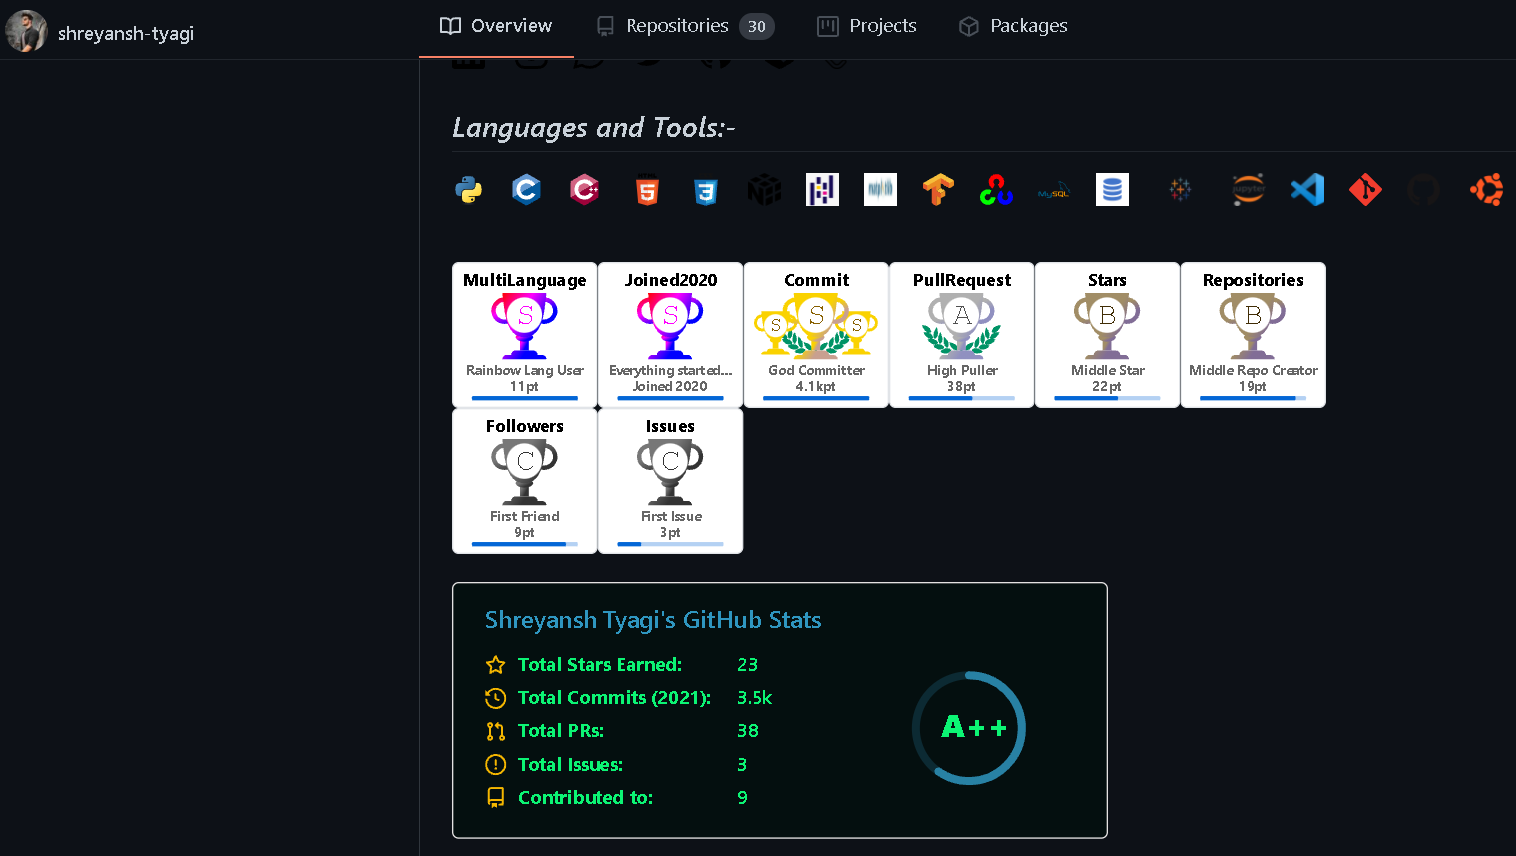 shreyansh-tyagi
Overview Repositories 30 Projects Packages
Languages and Tools:-
MySQL jupyter
MultiLanguage Joined2020 Commit PullRequest Stars Repositories
S S S S S A B B
Rainbow Lang User Everything started... God Committer High Puller Middle Star Middle Repo Creator
11pt Joined 2020 4.1kpt 38pt 22pt 19pt
Followers Issues
C C
First Friend First Issue
9pt 3pt
Shreyansh Tyagi's GitHub Stats
Total Stars Earned: 23
Total Commits (2021): 3.5k
Total PRs: 38
Total Issues: 3
Contributed to: 9
A++